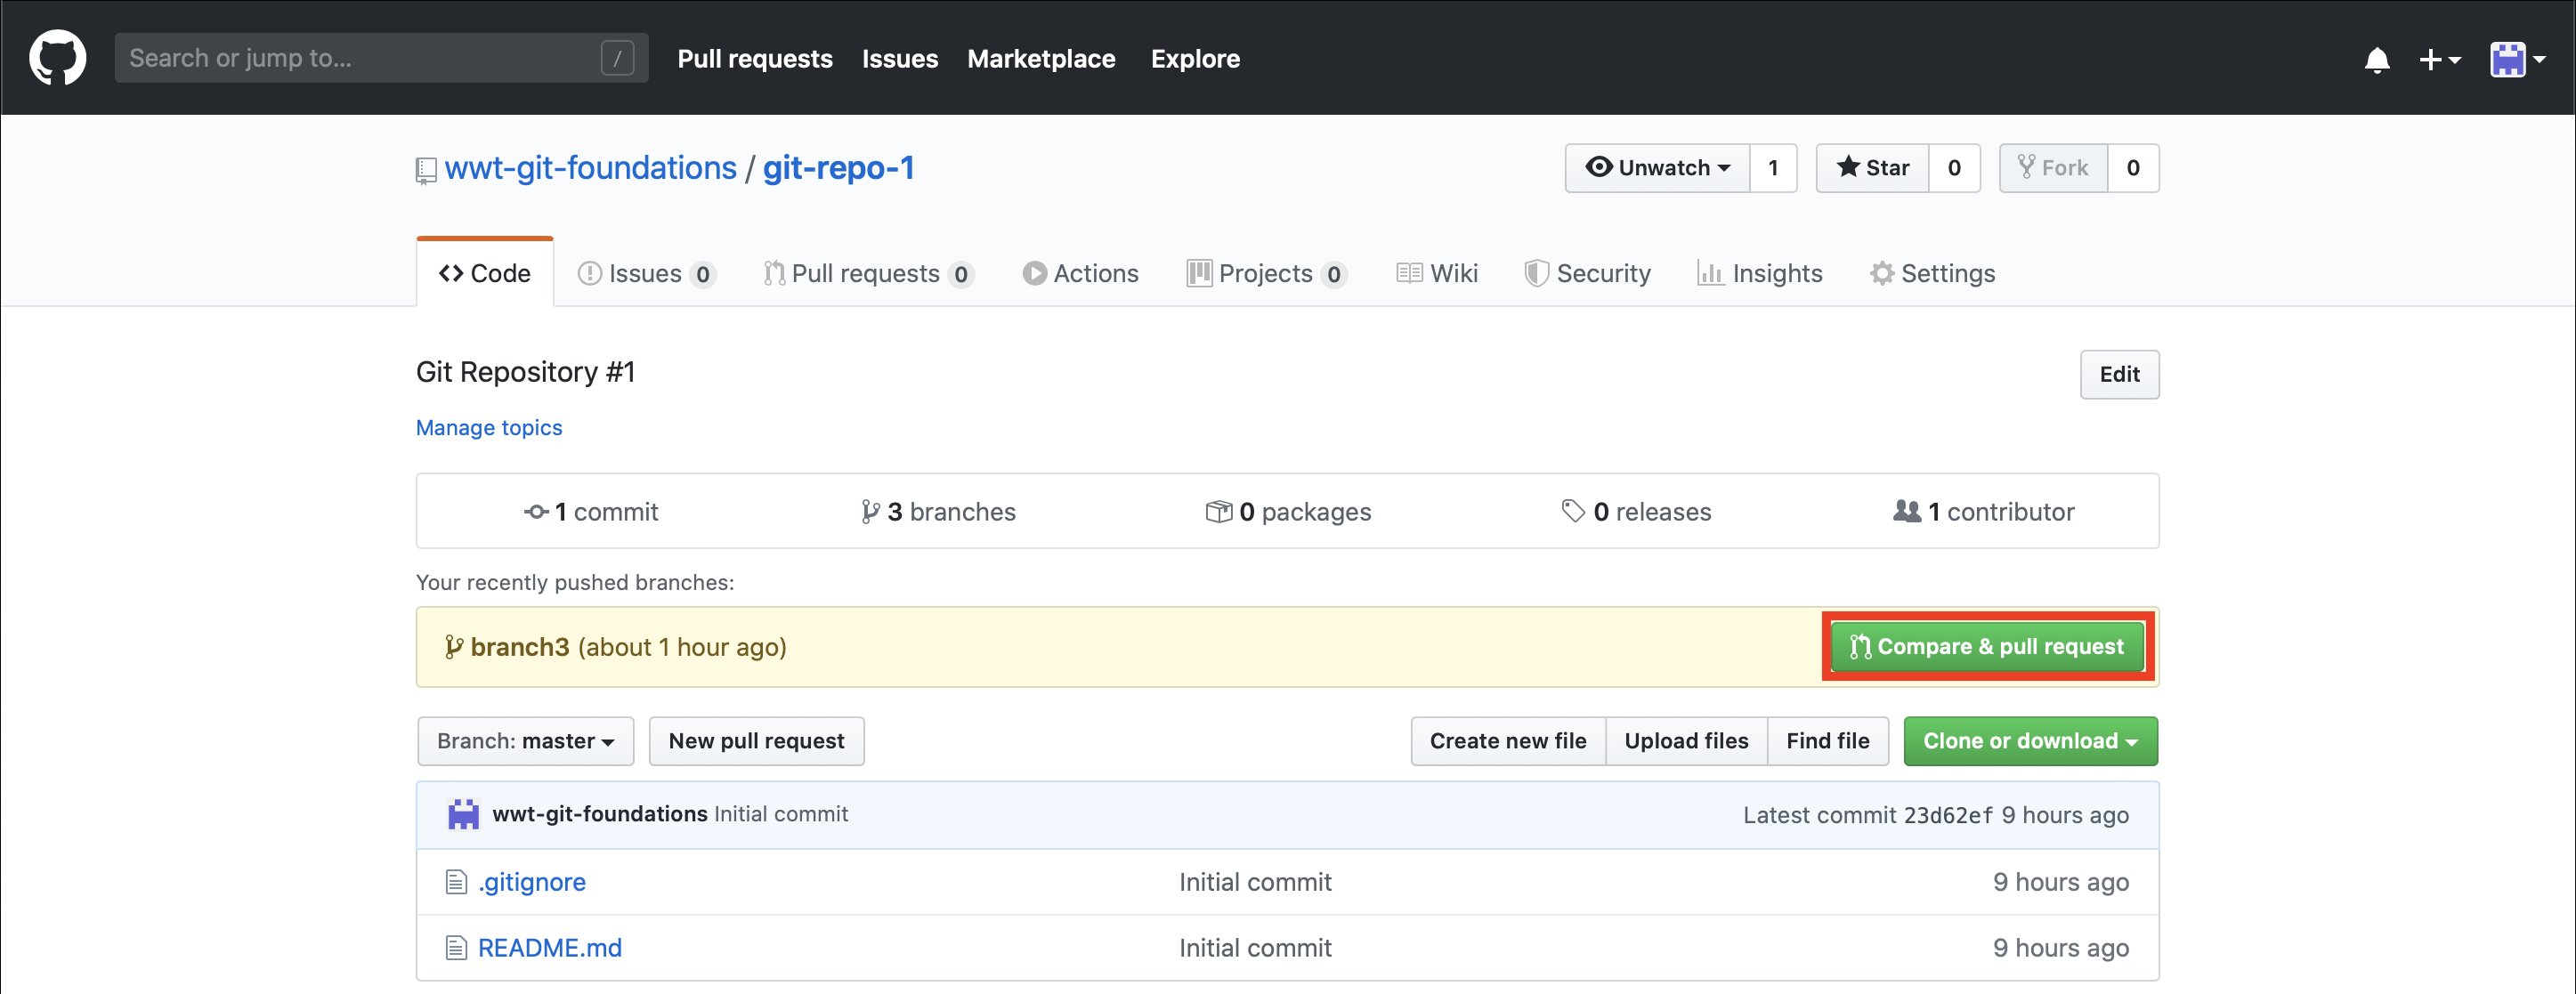 Search or jump to... / Pull requests Issues Marketplace Explore
wwt-git-foundations / git-repo-1 Unwatch 1 Star 0 Fork 0
Code Issues 0 Pull requests 0 Actions Projects 0 Wiki Security Insights Settings
Git Repository #1 Edit
Manage topics
1 commit 3 branches 0 packages 0 releases 1 contributor
Your recently pushed branches:
branch3 (about 1 hour ago) Compare & pull request
Branch: master New pull request Create new file Upload files Find file Clone or download
wwt-git-foundations Initial commit Latest commit 23d62ef 9 hours ago
.gitignore Initial commit 9 hours ago
README.md Initial commit 9 hours ago